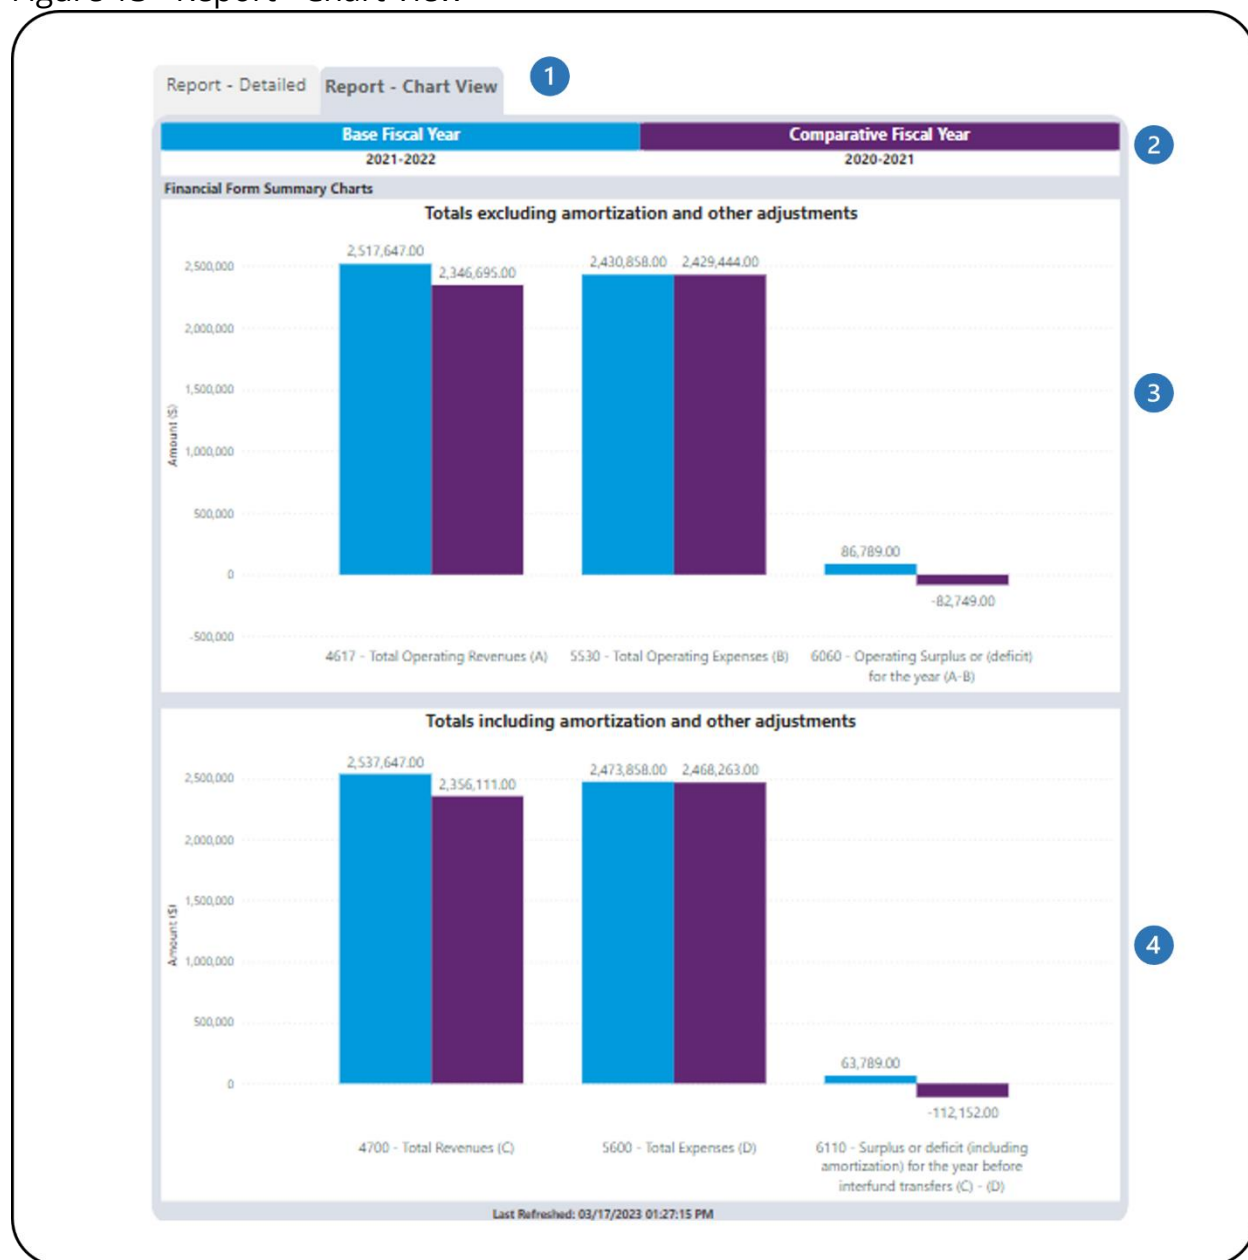 Report - Detailed Report - Chart View 1
Base Fiscal Year Comparative Fiscal Year 2
2021-2022 2020-2021
Financial Form Summary Charts
Totals excluding amortization and other adjustments
2,517,647.00 2,346,695.00 2,430,858.00 2,429,444.00
2,500,000
2,000,000
1,500,000
3
Amount ($)
1,000,000
500,000
86,789.00
0
-82,749.00
-500,000
4617 - Total Operating Revenues (A) 5530 - Total Operating Expenses (B) 6060 - Operating Surplus or (deficit)
for the year (A-B)
Totals including amortization and other adjustments
2,537,647.00 2,356,111.00 2,473,858.00 2,468,263.00
2,500,000
2,000,000
1,500,000
Amount ($)
4
1,000,000
500,000
63,789.00
0
-112,152.00
4700 - Total Revenues (C) 5600 - Total Expenses (D) 6110 - Surplus or deficit (including
amortization) for the year before
interfund transfers (C) - (D)
Last Refreshed: 03/17/2023 01:27:15 PM